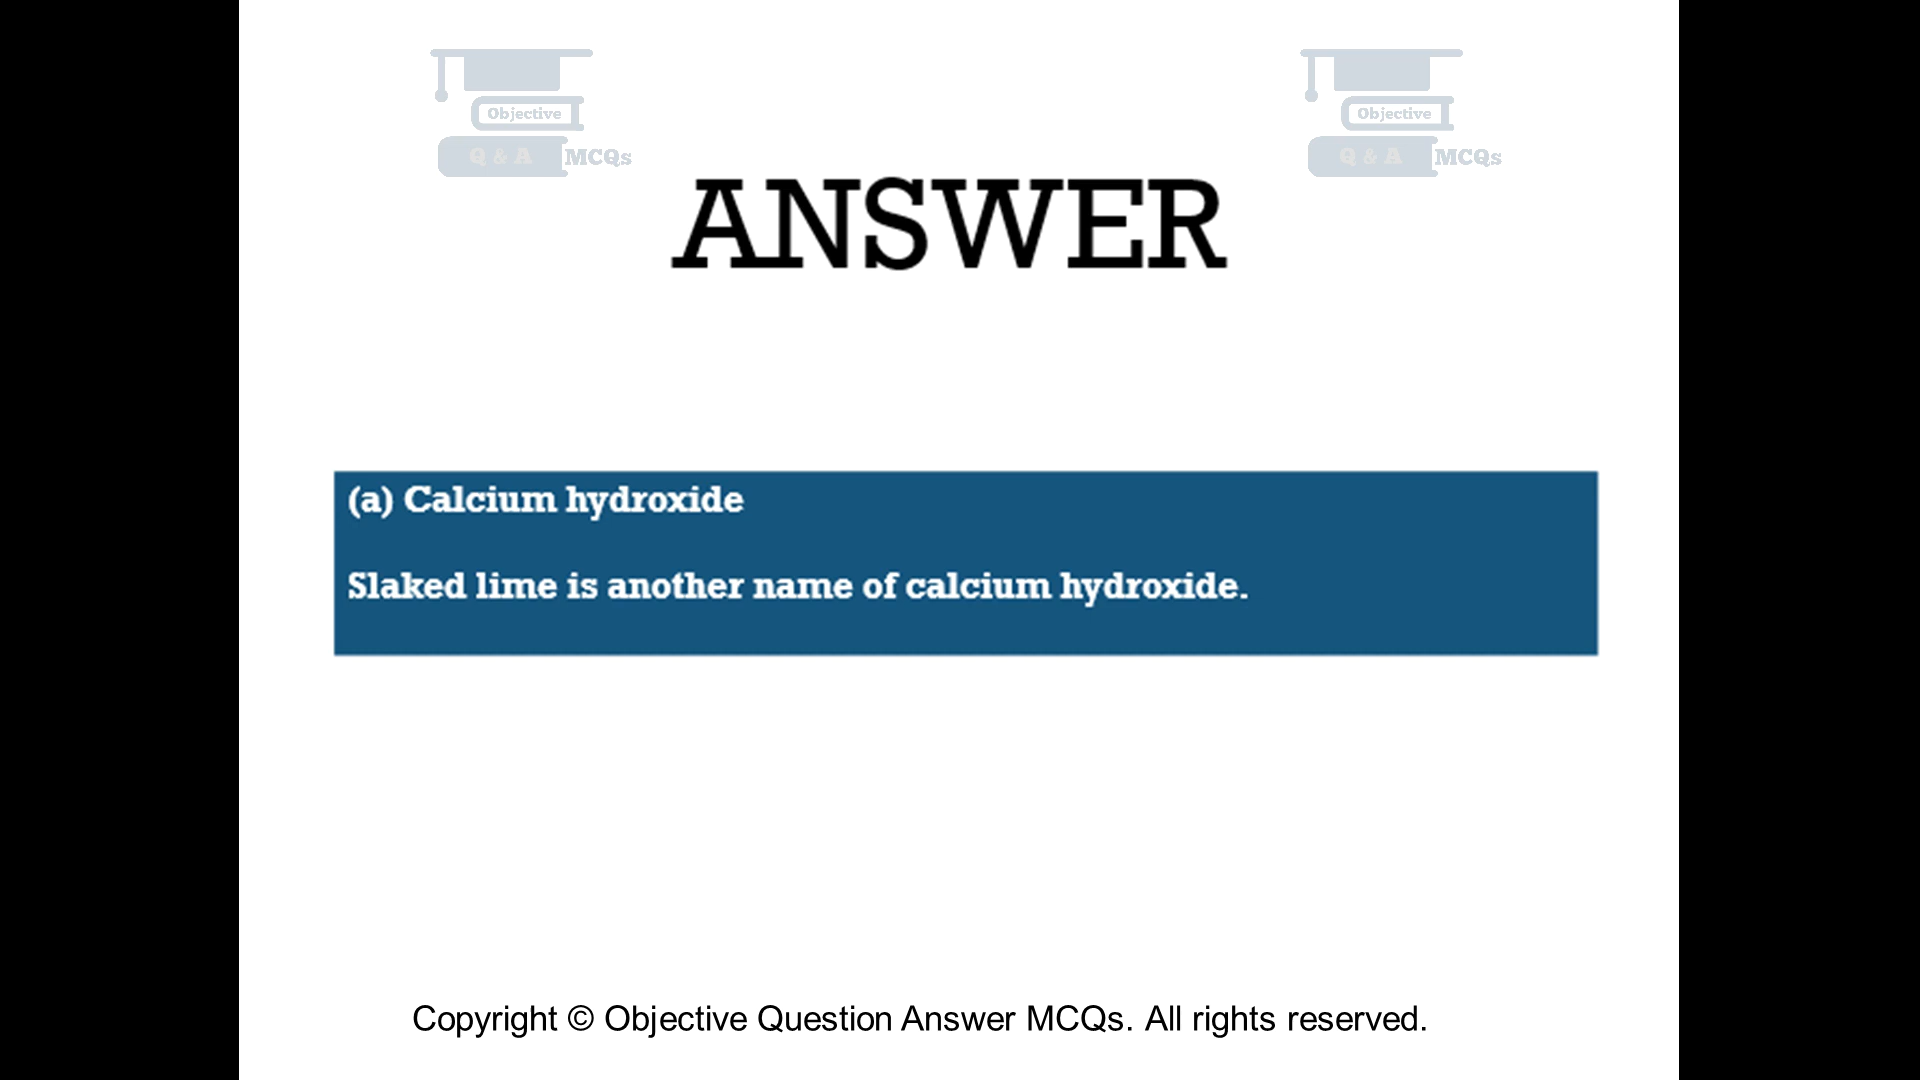 Objective
Q & A MCQs
Objective
Q & A MCQs
ANSWER
(a) Calcium hydroxide
Slaked lime is another name of calcium hydroxide.
Copyright © Objective Question Answer MCQs. All rights reserved.